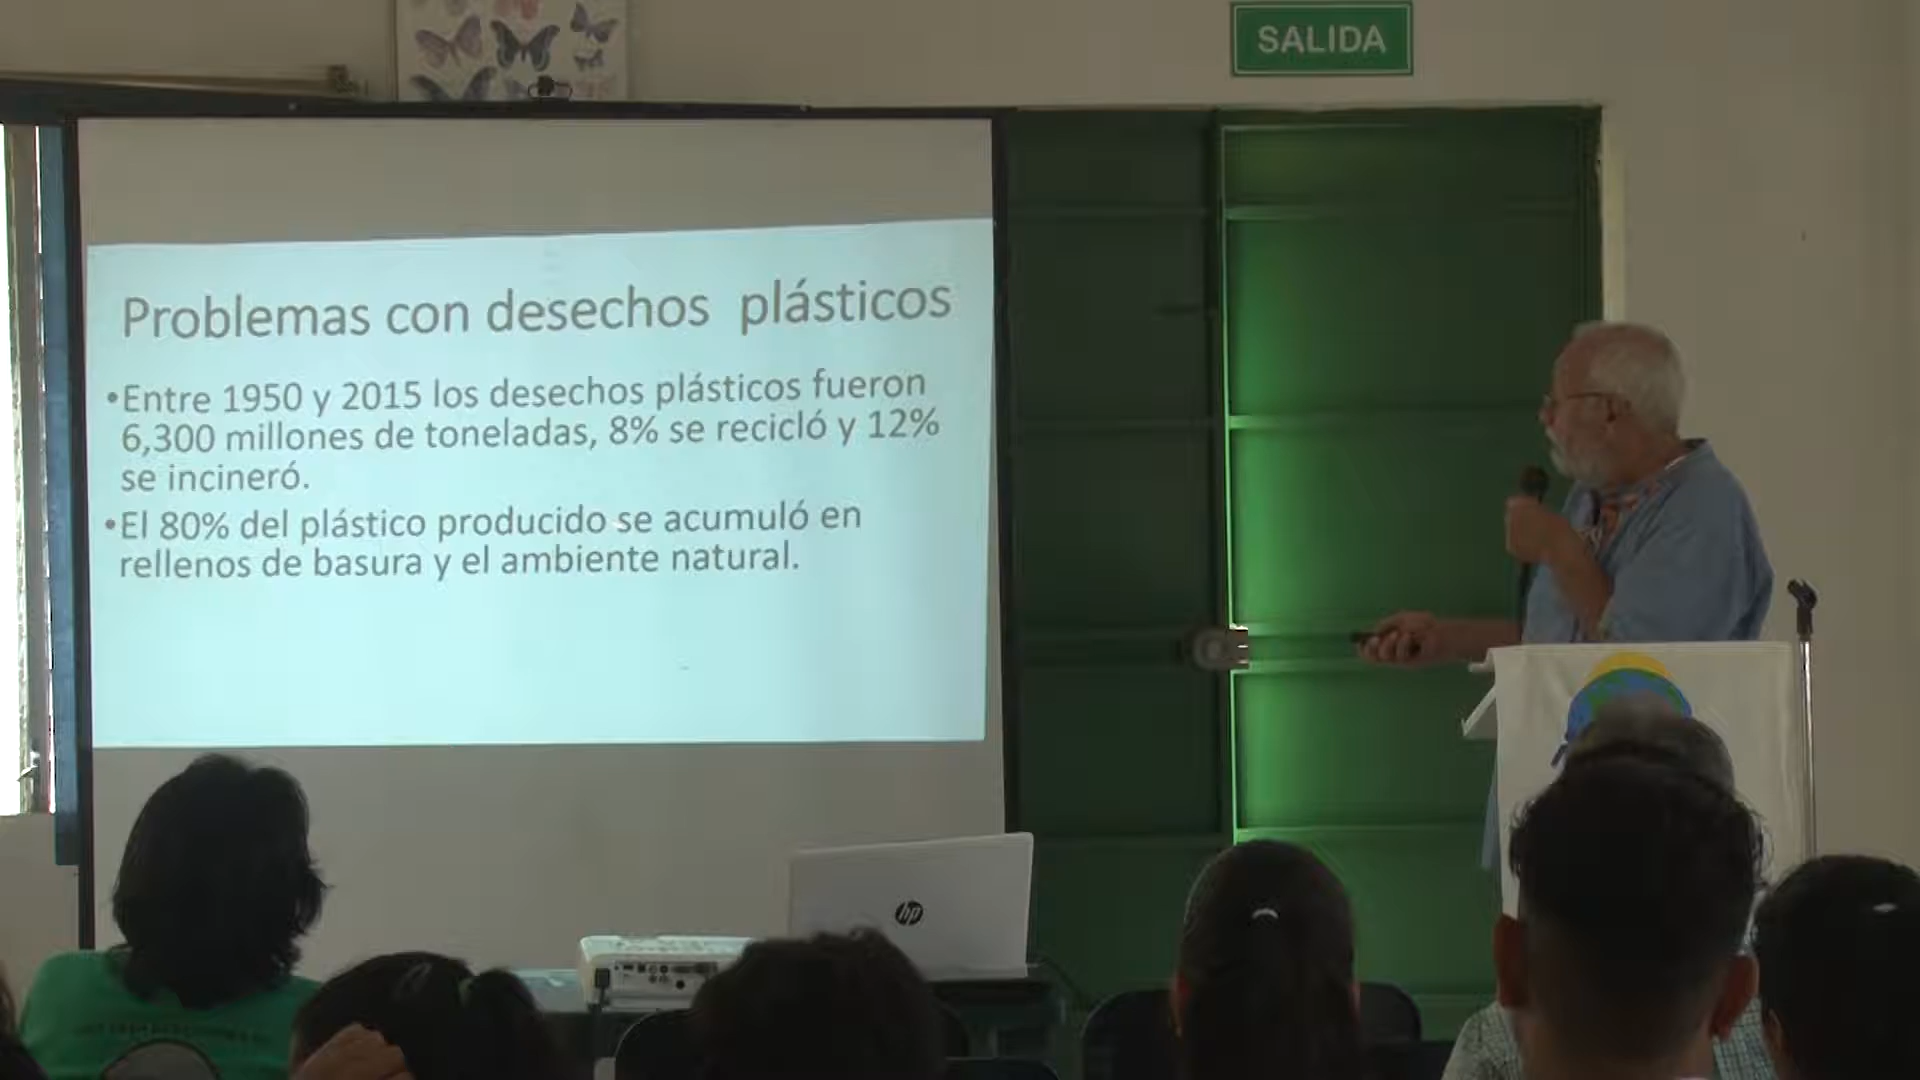 SALIDA
Problemas con desechos plásticos
•Entre 1950 y 2015 los desechos plásticos fueron
6,300 millones de toneladas, 8% se recicló y 12%
se incineró.
•El 80% del plástico producido se acumuló en
rellenos de basura y el ambiente natural.
hp